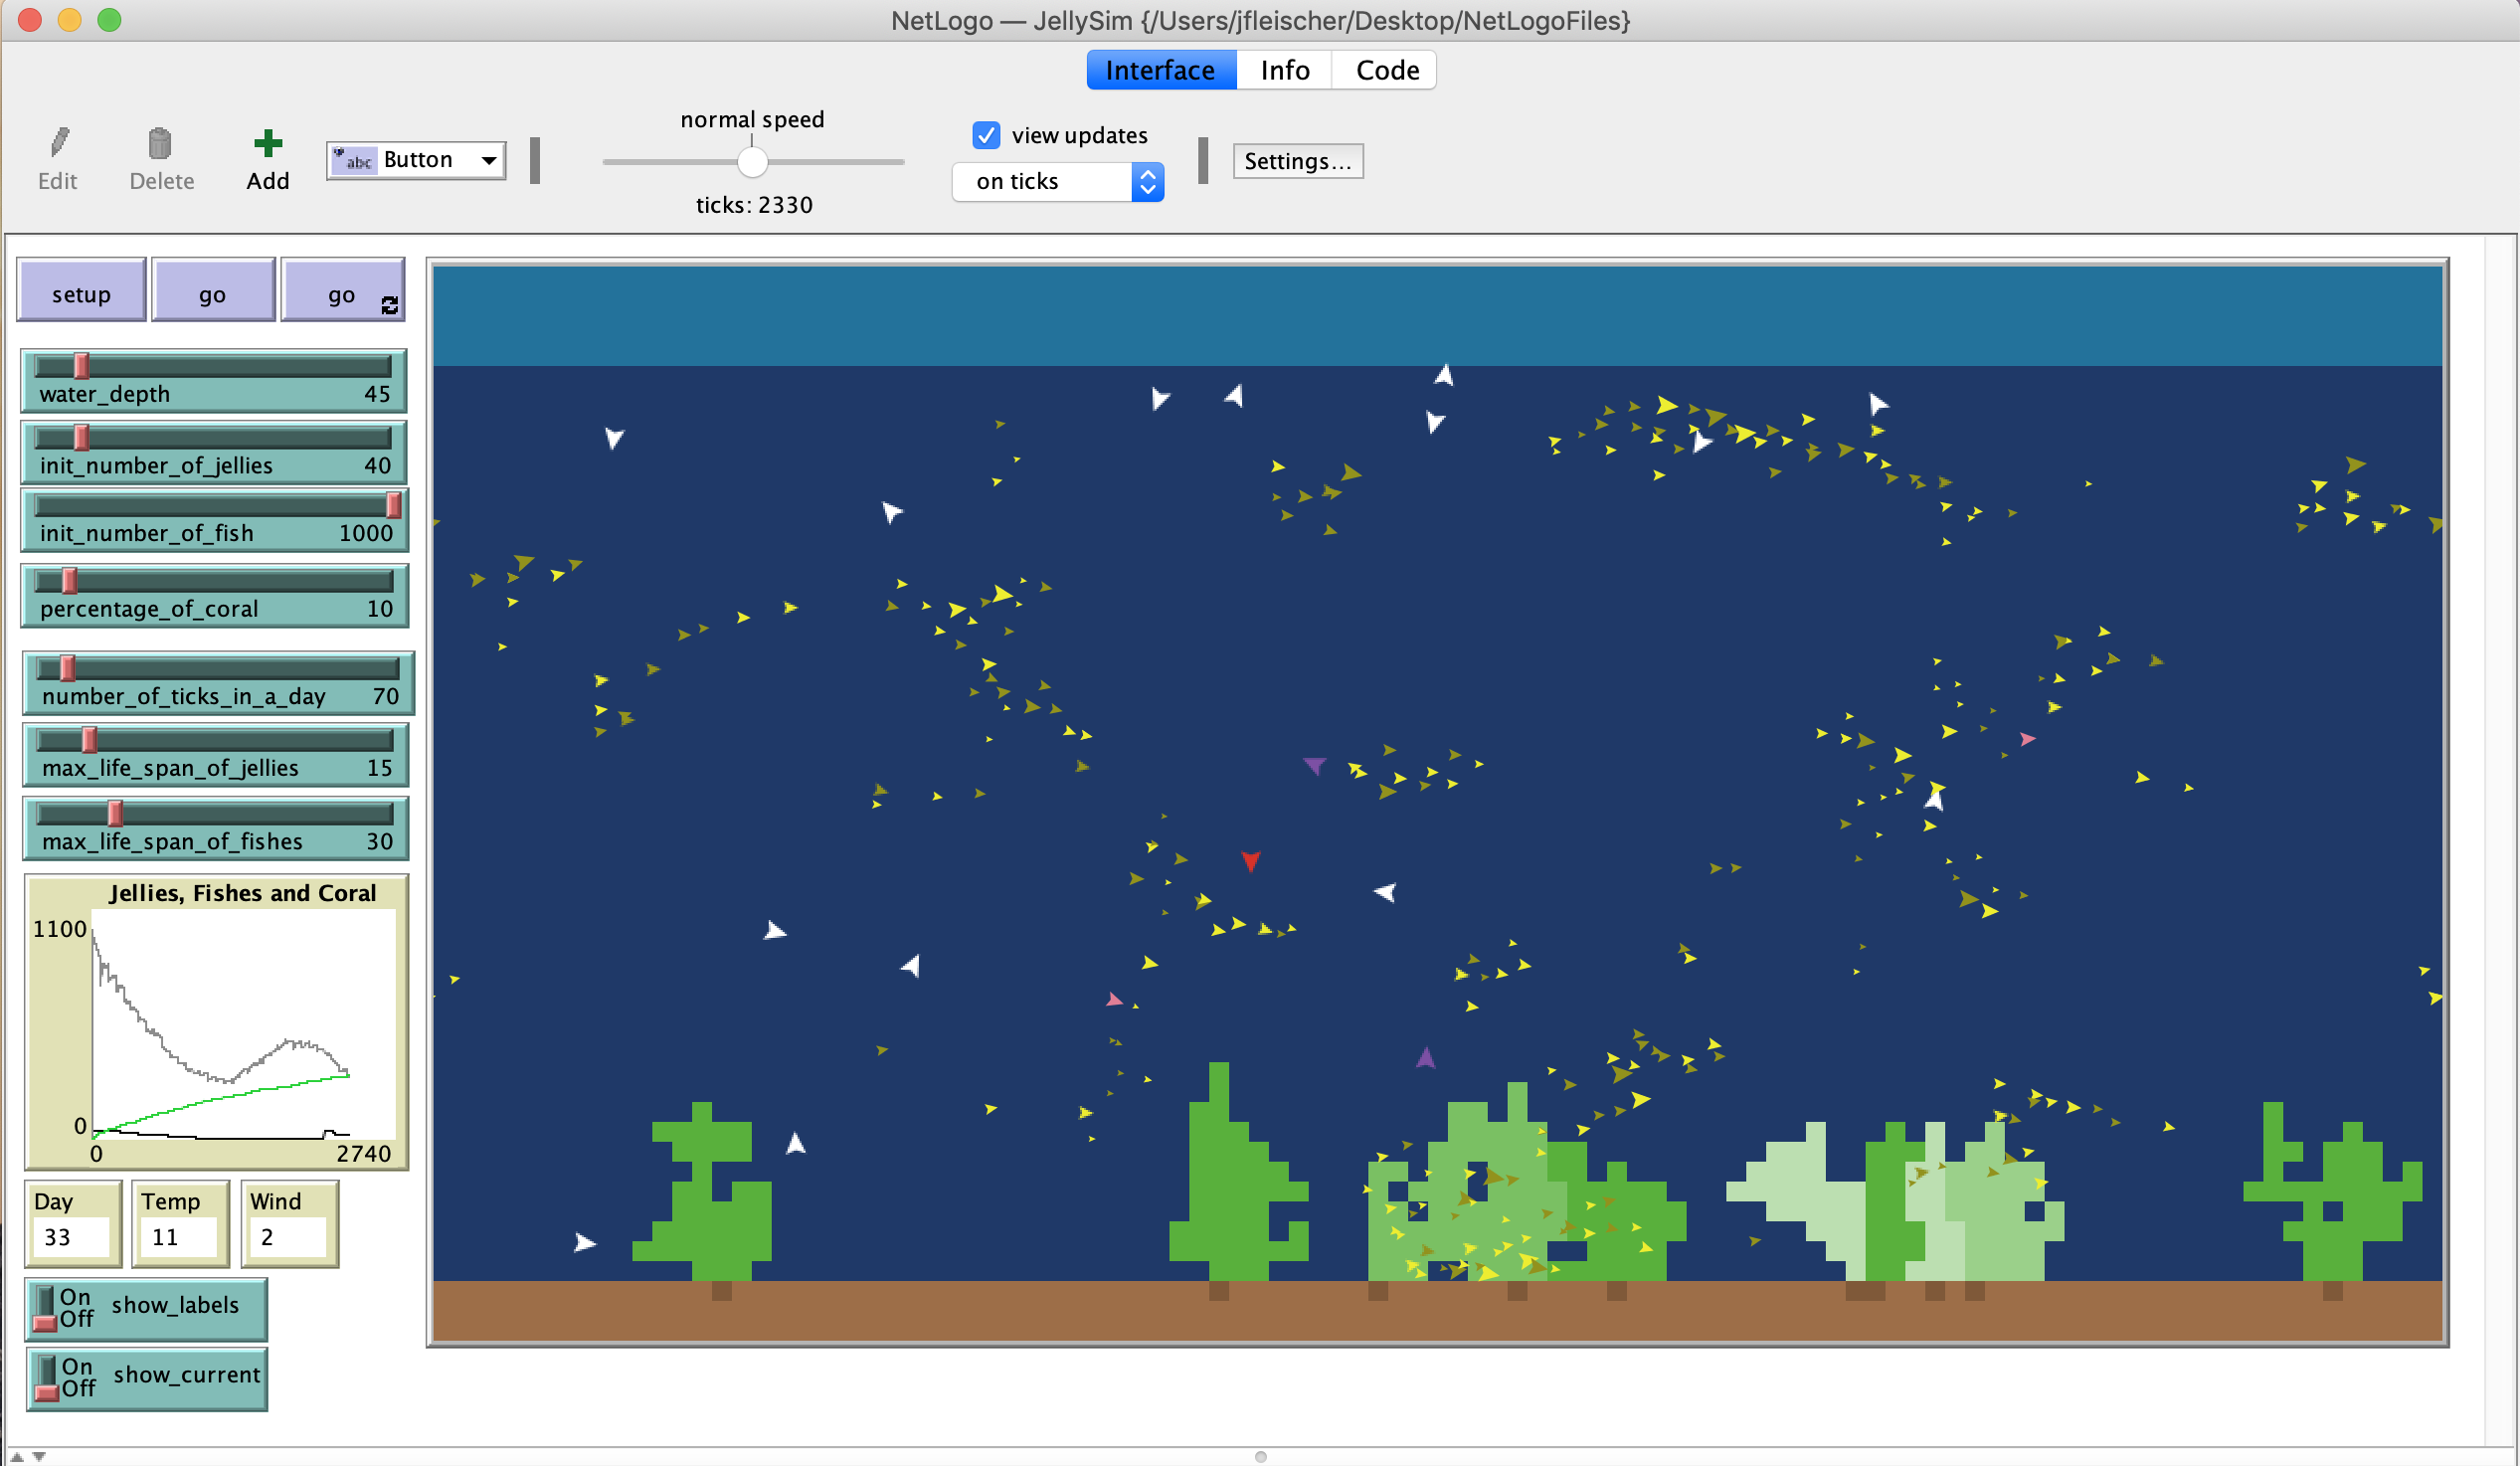 NetLogo — JellySim {/Users/jfleischer/Desktop/NetLogoFiles}
Interface Info Code
Edit
Delete
Add
abc Button
normal speed
ticks: 2330
view updates
on ticks
Settings...
setup
go
go
water_depth 45
init_number_of_jellies 40
init_number_of_fish 1000
percentage_of_coral 10
number_of_ticks_in_a_day 70
max_life_span_of_jellies 15
max_life_span_of_fishes 30
Jellies, Fishes and Coral
1100
0
0 2740
Day
33
Temp
11
Wind
2
On
Off
show_labels
On
Off
show_current